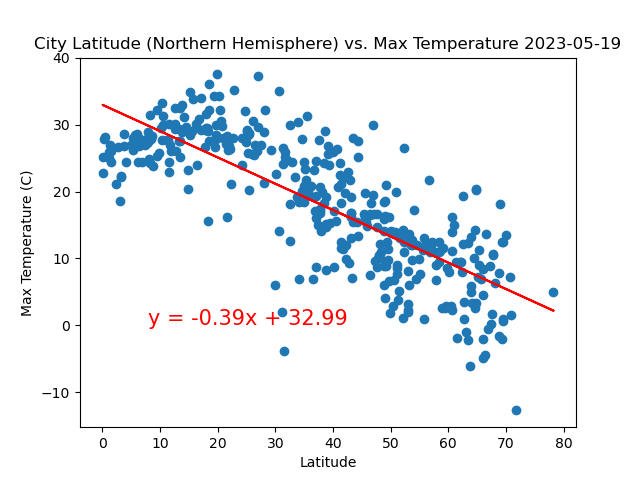 City Latitude (Northern Hemisphere) vs. Max Temperature 2023-05-19
40
30
20
10
0
−10
Max Temperature (C)
y = -0.39x + 32.99
0 10 20 30 40 50 60 70 80
Latitude